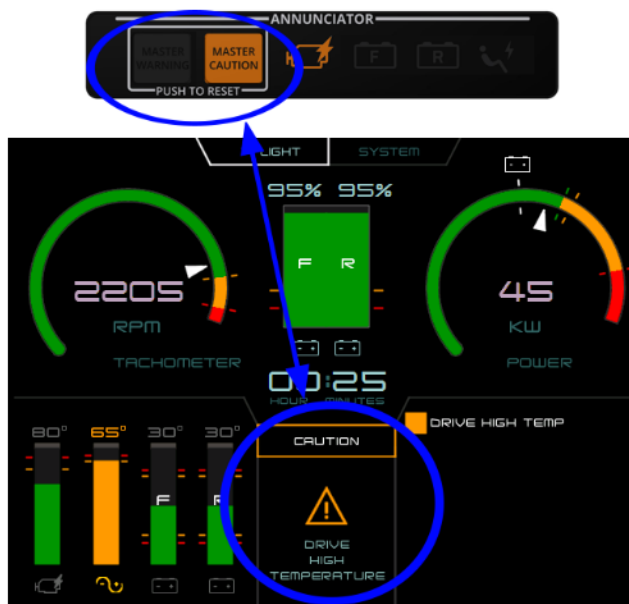 ANNUNCIATOR
MASTER WARNING
MASTER CAUTION
F
R
PUSH TO RESET
LIGHT
SYSTEM
95% 95%
F R
2205
RPM
TACHOMETER
45
KW
POWER
00:25
HOUR MINUTES
80° 65° 30° 30°
F R
CAUTION
DRIVE
HIGH
TEMPERATURE
DRIVE HIGH TEMP